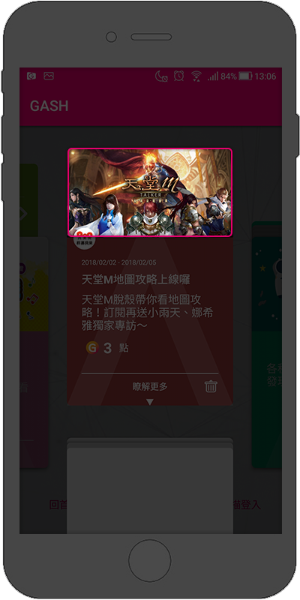 84% 13:06
GASH
天堂M
2018/02/02 - 2018/02/05
天堂M地圖攻略上線囉
天堂M脫殼帶你看地圖攻
略！訂閱再送小雨天、娜希
雅獨家專訪～
G 3 點
瞭解更多
登入